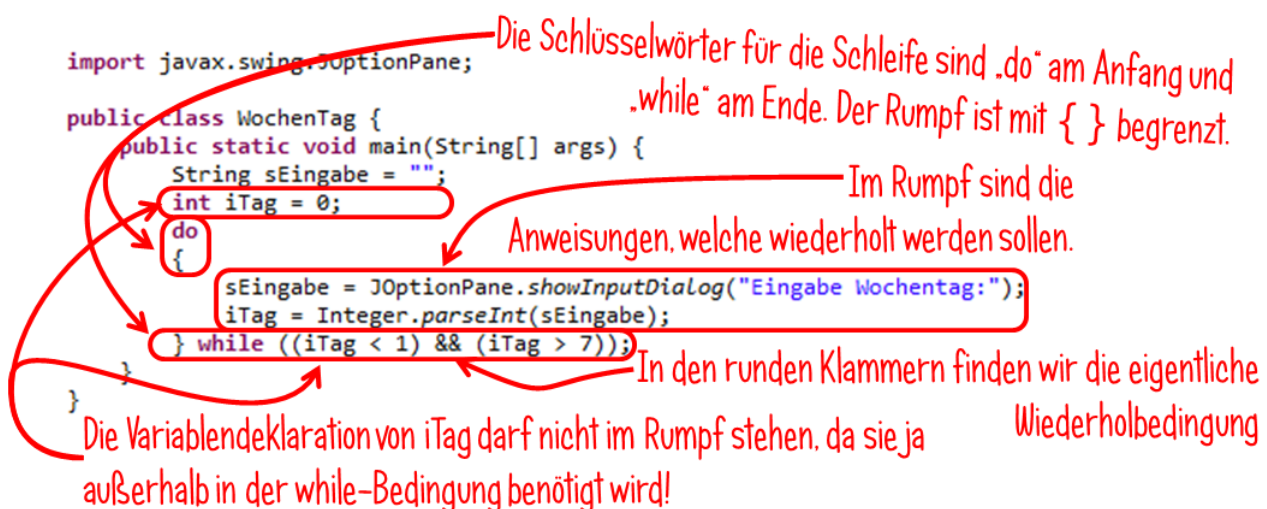 import javax.swing.JOptionPane;
public class WochenTag {
public static void main(String[] args) {
String sEingabe = "";
int iTag = 0;
do
{
sEingabe = JOptionPane.showInputDialog("Eingabe Wochentag:");
iTag = Integer.parseInt(sEingabe);
} while ((iTag < 1) && (iTag > 7));
}
}
Die Schlüsselwörter für die Schleife sind „do“ am Anfang und
„while“ am Ende. Der Rumpf ist mit { } begrenzt.
Im Rumpf sind die
Anweisungen, welche wiederholt werden sollen.
In den runden Klammern finden wir die eigentliche
Wiederholbedingung
Die Variablendeklaration von iTag darf nicht im Rumpf stehen, da sie ja
außerhalb in der while-Bedingung benötigt wird!